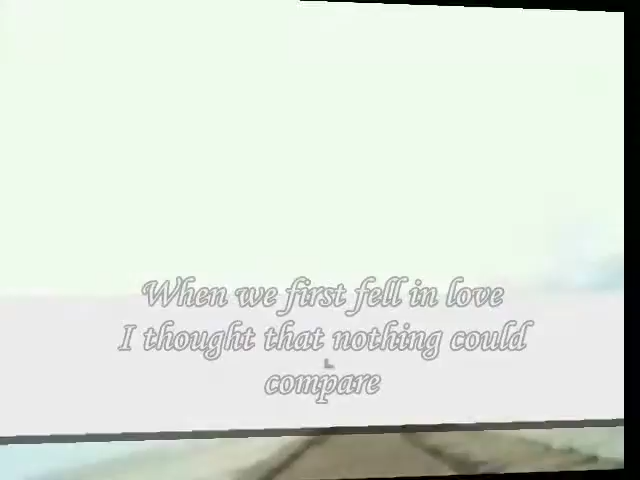 When we first fell in love
I thought that nothing could
compare